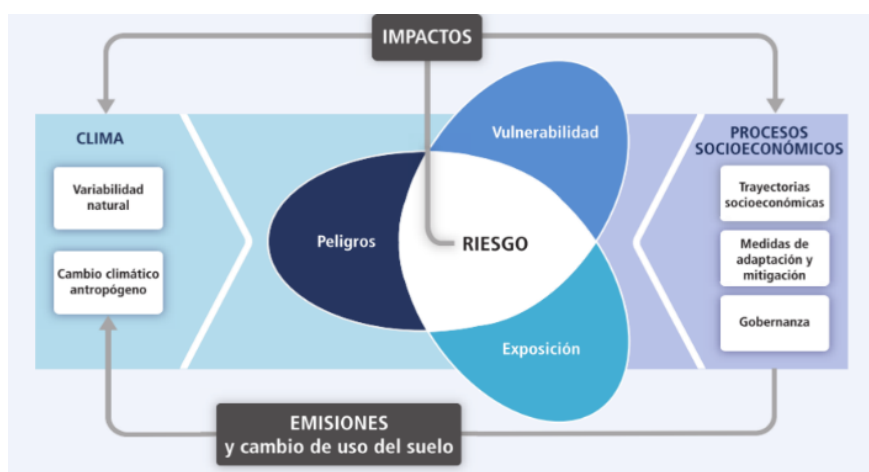 IMPACTOS
CLIMA
Variabilidad
natural
Cambio climático
antropógeno
Peligros
Vulnerabilidad
RIESGO
Exposición
PROCESOS
SOCIOECONÓMICOS
Trayectorias
socioeconómicas
Medidas de
adaptación y
mitigación
Gobernanza
EMISIONES
y cambio de uso del suelo